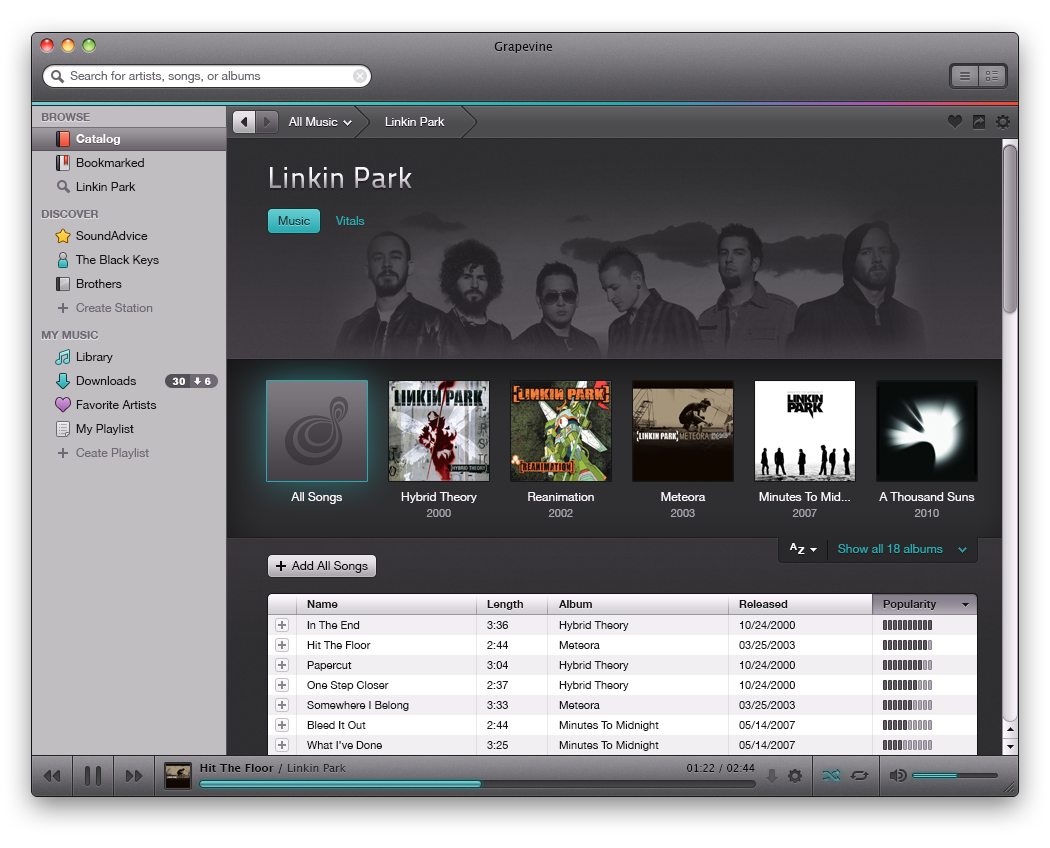 Grapevine
Search for artists, songs, or albums
BROWSE
Catalog
Bookmarked
Linkin Park
DISCOVER
SoundAdvice
The Black Keys
Brothers
Create Station
MY MUSIC
Library
Downloads 30 6
Favorite Artists
My Playlist
Ceate Playlist
All Music Linkin Park
Linkin Park
Music Vitals
LINKIN PARK
HYBRID THEORY
LINKIN PARK
REANIMATION
LINKIN PARK METEORA
LINKIN
PARK
All Songs
Hybrid Theory
2000
Reanimation
2002
Meteora
2003
Minutes To Mid...
2007
A Thousand Suns
2010
AZ Show all 18 albums
+ Add All Songs
Name Length Album Released Popularity
In The End 3:36 Hybrid Theory 10/24/2000
Hit The Floor 2:44 Meteora 03/25/2003
Papercut 3:04 Hybrid Theory 10/24/2000
One Step Closer 2:37 Hybrid Theory 10/24/2000
Somewhere I Belong 3:33 Meteora 03/25/2003
Bleed It Out 2:44 Minutes To Midnight 05/14/2007
What I've Done 3:25 Minutes To Midnight 05/14/2007
Hit The Floor / Linkin Park 01:22 / 02:44